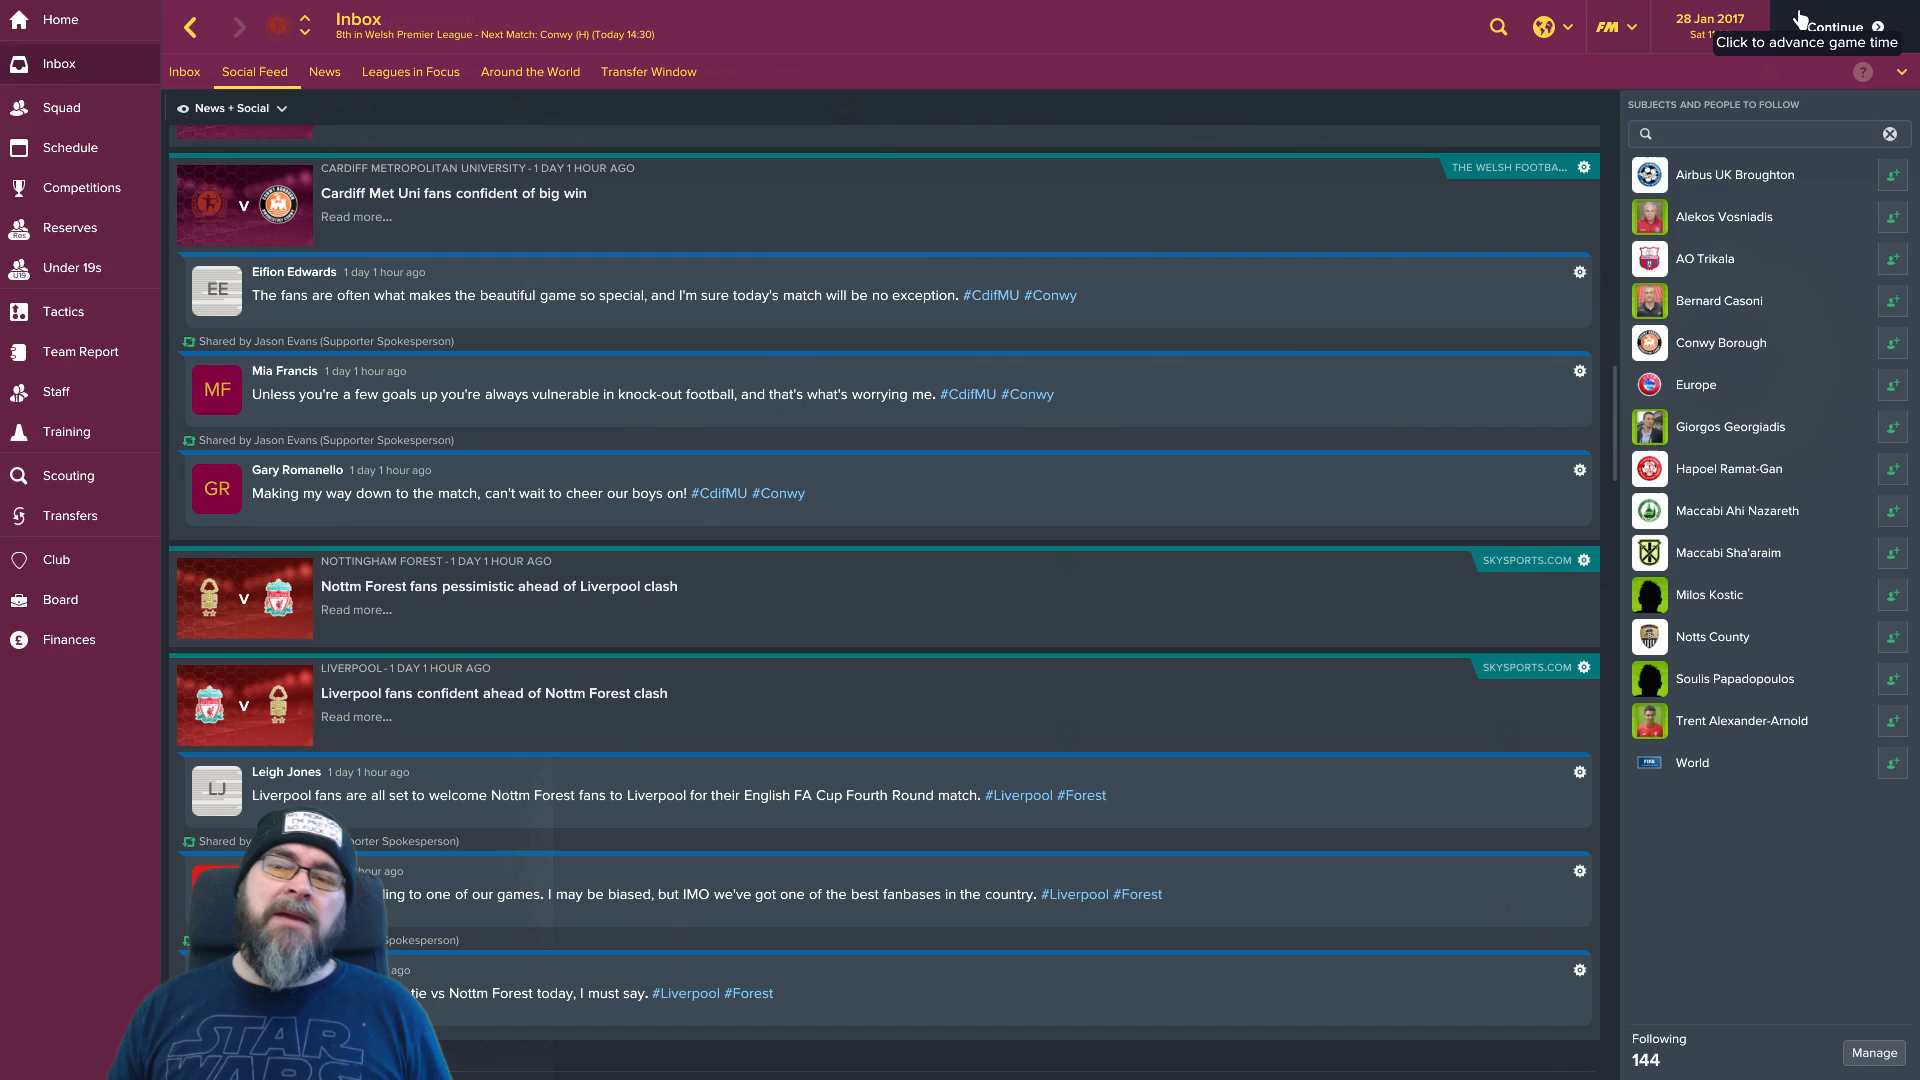 Home
Inbox
Squad
Schedule
Competitions
Reserves
Under 19s
Tactics
Team Report
Staff
Training
Scouting
Transfers
Club
Board
Finances
Inbox
8th in Welsh Premier League - Next Match: Conwy (H) (Today 14:30)
FM
28 Jan 2017
Continue
Click to advance game time
Inbox
Social Feed
News
Leagues in Focus
Around the World
Transfer Window
News + Social
CARDIFF METROPOLITAN UNIVERSITY - 1 DAY 1 HOUR AGO
THE WELSH FOOTBA...
Cardiff Met Uni fans confident of big win
Read more...
V
EE
Eifion Edwards 1 day 1 hour ago
The fans are often what makes the beautiful game so special, and I'm sure today's match will be no exception. #CdifMU #Conwy
Shared by Jason Evans (Supporter Spokesperson)
MF
Mia Francis 1 day 1 hour ago
Unless you're a few goals up you're always vulnerable in knock-out football, and that's what's worrying me. #CdifMU #Conwy
Shared by Jason Evans (Supporter Spokesperson)
GR
Gary Romanello 1 day 1 hour ago
Making my way down to the match, can't wait to cheer our boys on! #CdifMU #Conwy
NOTTINGHAM FOREST - 1 DAY 1 HOUR AGO
SKYSPORTS.COM
Nottm Forest fans pessimistic ahead of Liverpool clash
Read more...
V
LIVERPOOL - 1 DAY 1 HOUR AGO
SKYSPORTS.COM
Liverpool fans confident ahead of Nottm Forest clash
Read more...
V
LJ
Leigh Jones 1 day 1 hour ago
Liverpool fans are all set to welcome Nottm Forest fans to Liverpool for their English FA Cup Fourth Round match. #Liverpool #Forest
Shared by
porter Spokesperson)
hour ago
ling to one of our games. I may be biased, but IMO we've got one of the best fanbases in the country. #Liverpool #Forest
Spokesperson)
ago
tie vs Nottm Forest today, I must say. #Liverpool #Forest
STAR
WARS
SUBJECTS AND PEOPLE TO FOLLOW
Airbus UK Broughton
Alekos Vosniadis
AO Trikala
Bernard Casoni
Conwy Borough
Europe
Giorgos Georgiadis
Hapoel Ramat-Gan
Maccabi Ahi Nazareth
Maccabi Sha'araim
Milos Kostic
Notts County
Soulis Papadopoulos
Trent Alexander-Arnold
World
Following
144
Manage